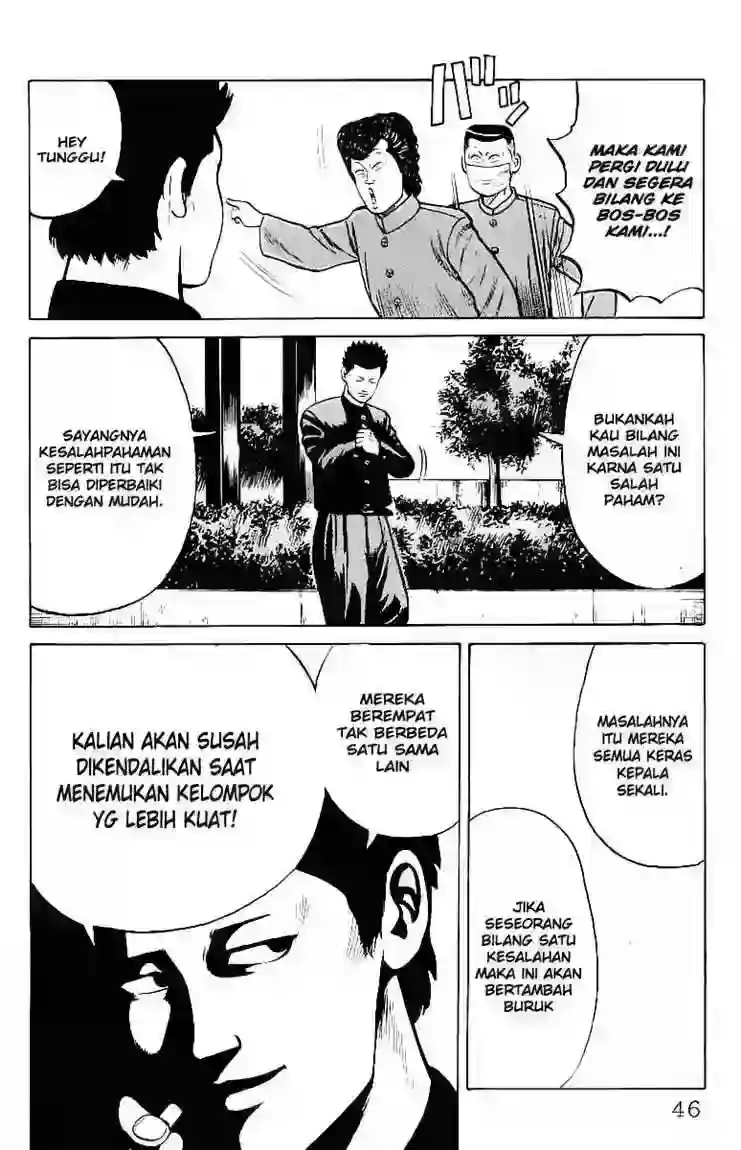 バッ
MAKA KAMI
PERGI DULU
DAN SEGERA
BILANG KE
BOS-BOS
KAMI...!
HEY
TUNGGU!
BUKANKAH
KAU BILANG
MASALAH INI
KARNA SATU
SALAH
PAHAM?
SAYANGNYA
KESALAHPAHAMAN
SEPERTI ITU TAK
BISA DIPERBAIKI
DENGAN MUDAH.
MASALAHNYA
ITU MEREKA
SEMUA KERAS
KEPALA
SEKALI.
JIKA
SESEORANG
BILANG SATU
KESALAHAN
MAKA INI AKAN
BERTAMBAH
BURUK
MEREKA
BEREMPAT
TAK BERBEDA
SATU SAMA
LAIN
KALIAN AKAN SUSAH
DIKENDALIKAN SAAT
MENEMUKAN KELOMPOK
YG LEBIH KUAT!
46